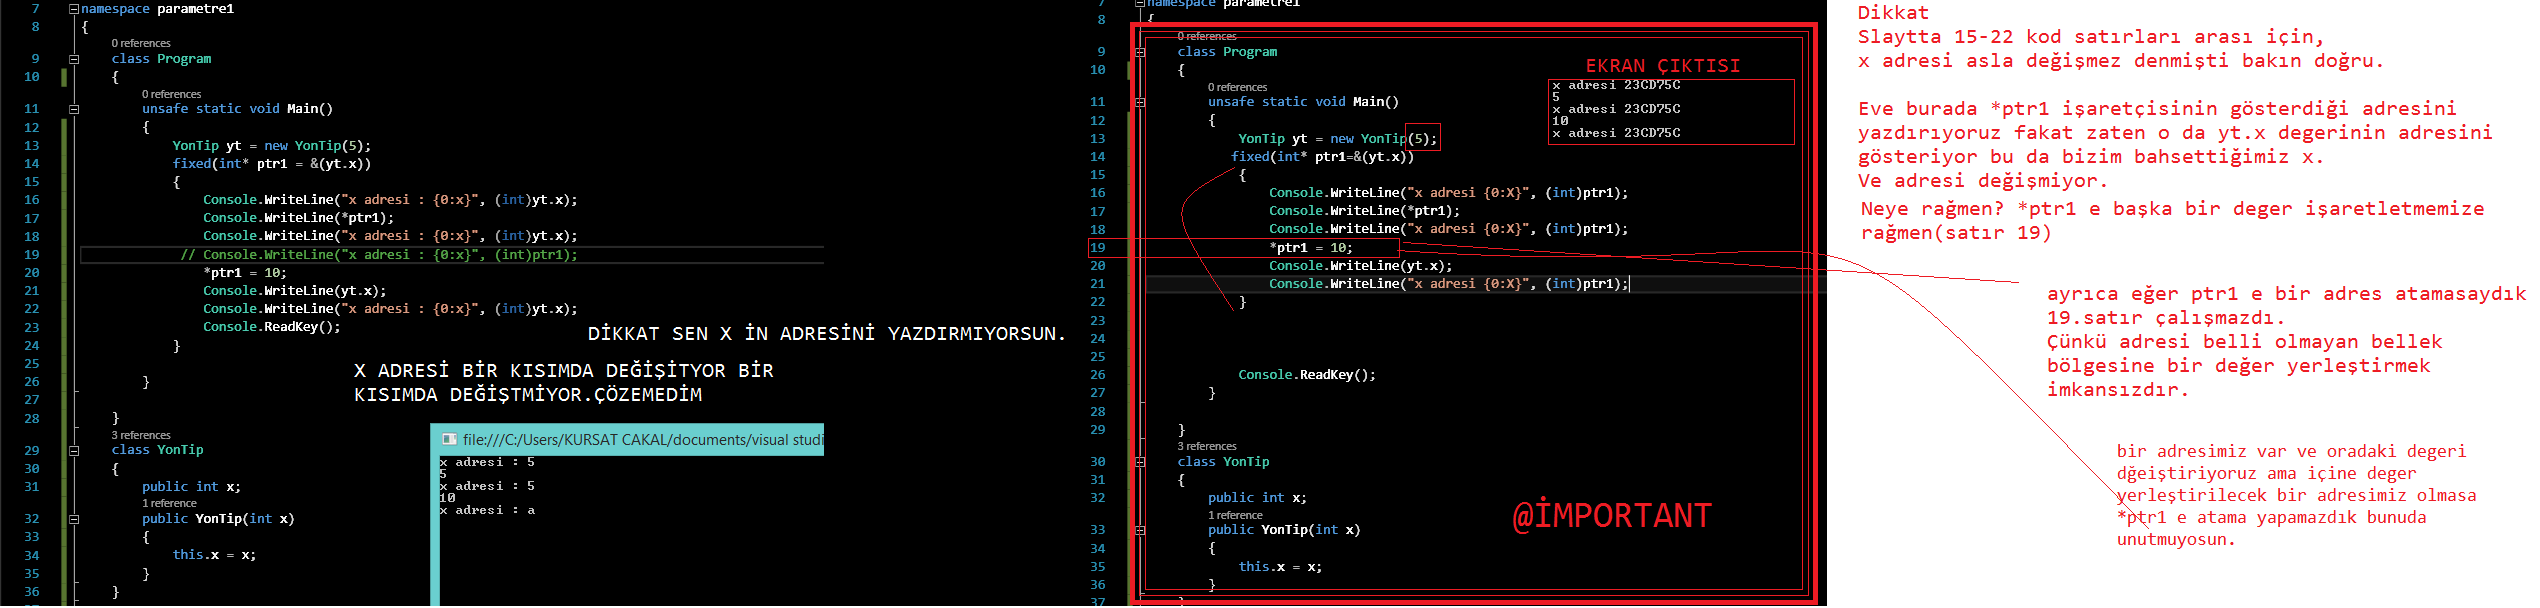 7 namespace parametre1
8 {
0 references
9 class Program
10 {
0 references
11 unsafe static void Main()
12 {
13 YonTip yt = new YonTip(5);
14 fixed(int* ptr1 = &(yt.x))
15 {
16 Console.WriteLine("x adresi : {0:x}", (int)yt.x);
17 Console.WriteLine(*ptr1);
18 Console.WriteLine("x adresi : {0:x}", (int)yt.x);
19 // Console.WriteLine("x adresi : {0:x}", (int)ptr1);
20 *ptr1 = 10;
21 Console.WriteLine(yt.x);
22 Console.WriteLine("x adresi : {0:x}", (int)yt.x);
23 Console.ReadKey();
DİKKAT SEN X İN ADRESİNİ YAZDIRMIYORSUN.
24 }
25
X ADRESİ BİR KISIMDA DEĞİŞİTYOR BİR
26 }
KISIMDA DEĞİŞTMİYOR.ÇÖZEMEDİM
27
28 }
3 references
29 class YonTip
30 {
31 public int x;
1 reference
32 public YonTip(int x)
33 {
34 this.x = x;
35 }
36 }
file:///C:/Users/KURSAT CAKAL/documents/visual studi
x adresi : 5
5
x adresi : 5
10
x adresi : a
7 namespace parametre1
8 {
0 references
9 class Program
10 {
0 references
11 unsafe static void Main()
12 {
13 YonTip yt = new YonTip(5);
14 fixed(int* ptr1=&(yt.x))
15 {
16 Console.WriteLine("x adresi {0:X}", (int)ptr1);
17 Console.WriteLine(*ptr1);
18 Console.WriteLine("x adresi {0:X}", (int)ptr1);
19 *ptr1 = 10;
20 Console.WriteLine(yt.x);
21 Console.WriteLine("x adresi {0:X}", (int)ptr1);
22 }
23
24
25
26 Console.ReadKey();
27 }
28
29 }
3 references
30 class YonTip
31 {
32 public int x;
1 reference
33 public YonTip(int x)
34 {
35 this.x = x;
36 }
37 }
EKRAN ÇIKTISI
x adresi 23CD75C
5
x adresi 23CD75C
10
x adresi 23CD75C
@İMPORTANT
Dikkat
Slaytta 15-22 kod satırları arası için,
x adresi asla değişmez denmişti bakın doğru.
Eve burada *ptr1 işaretçisinin gösterdiği adresini
yazdırıyoruz fakat zaten o da yt.x degerinin adresini
gösteriyor bu da bizim bahsettiğimiz x.
Ve adresi değişmiyor.
Neye rağmen? *ptr1 e başka bir deger işaretletmemize
rağmen(satır 19)
ayrıca eğer ptr1 e bir adres atamasaydık
19.satır çalışmazdı.
Çünkü adresi belli olmayan bellek
bölgesine bir değer yerleştirmek
imkansızdır.
bir adresimiz var ve oradaki degeri
dğeiştiriyoruz ama içine deger
yerleştirilecek bir adresimiz olmasa
*ptr1 e atama yapamazdık bunuda
unutmuyosun.